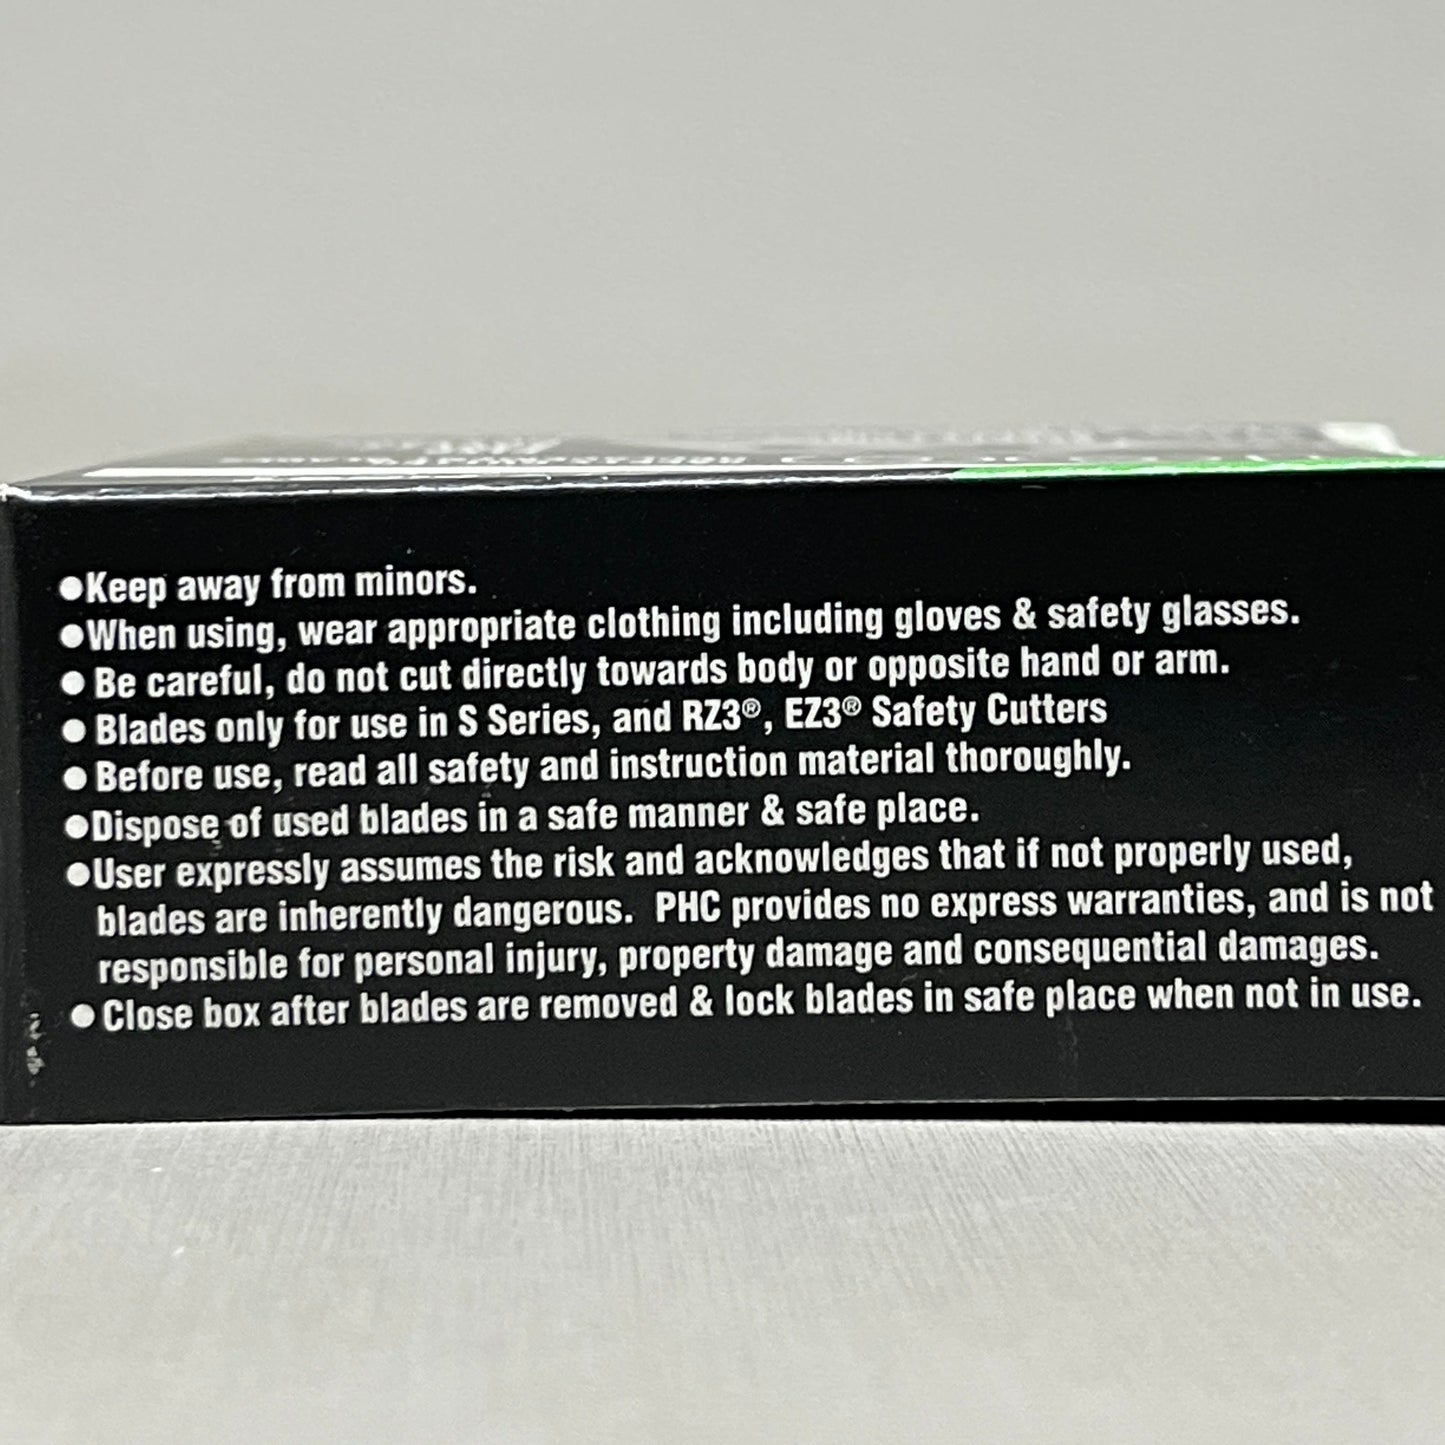 ●Keep away from minors.
●When using, wear appropriate clothing including gloves & safety glasses.
● Be careful, do not cut directly towards body or opposite hand or arm.
● Blades only for use in S Series, and RZ3®, EZ3® Safety Cutters
● Before use, read all safety and instruction material thoroughly.
●Dispose of used blades in a safe manner & safe place.
●User expressly assumes the risk and acknowledges that if not properly used,
blades are inherently dangerous. PHC provides no express warranties, and is not
responsible for personal injury, property damage and consequential damages.
● Close box after blades are removed & lock blades in safe place when not in use.